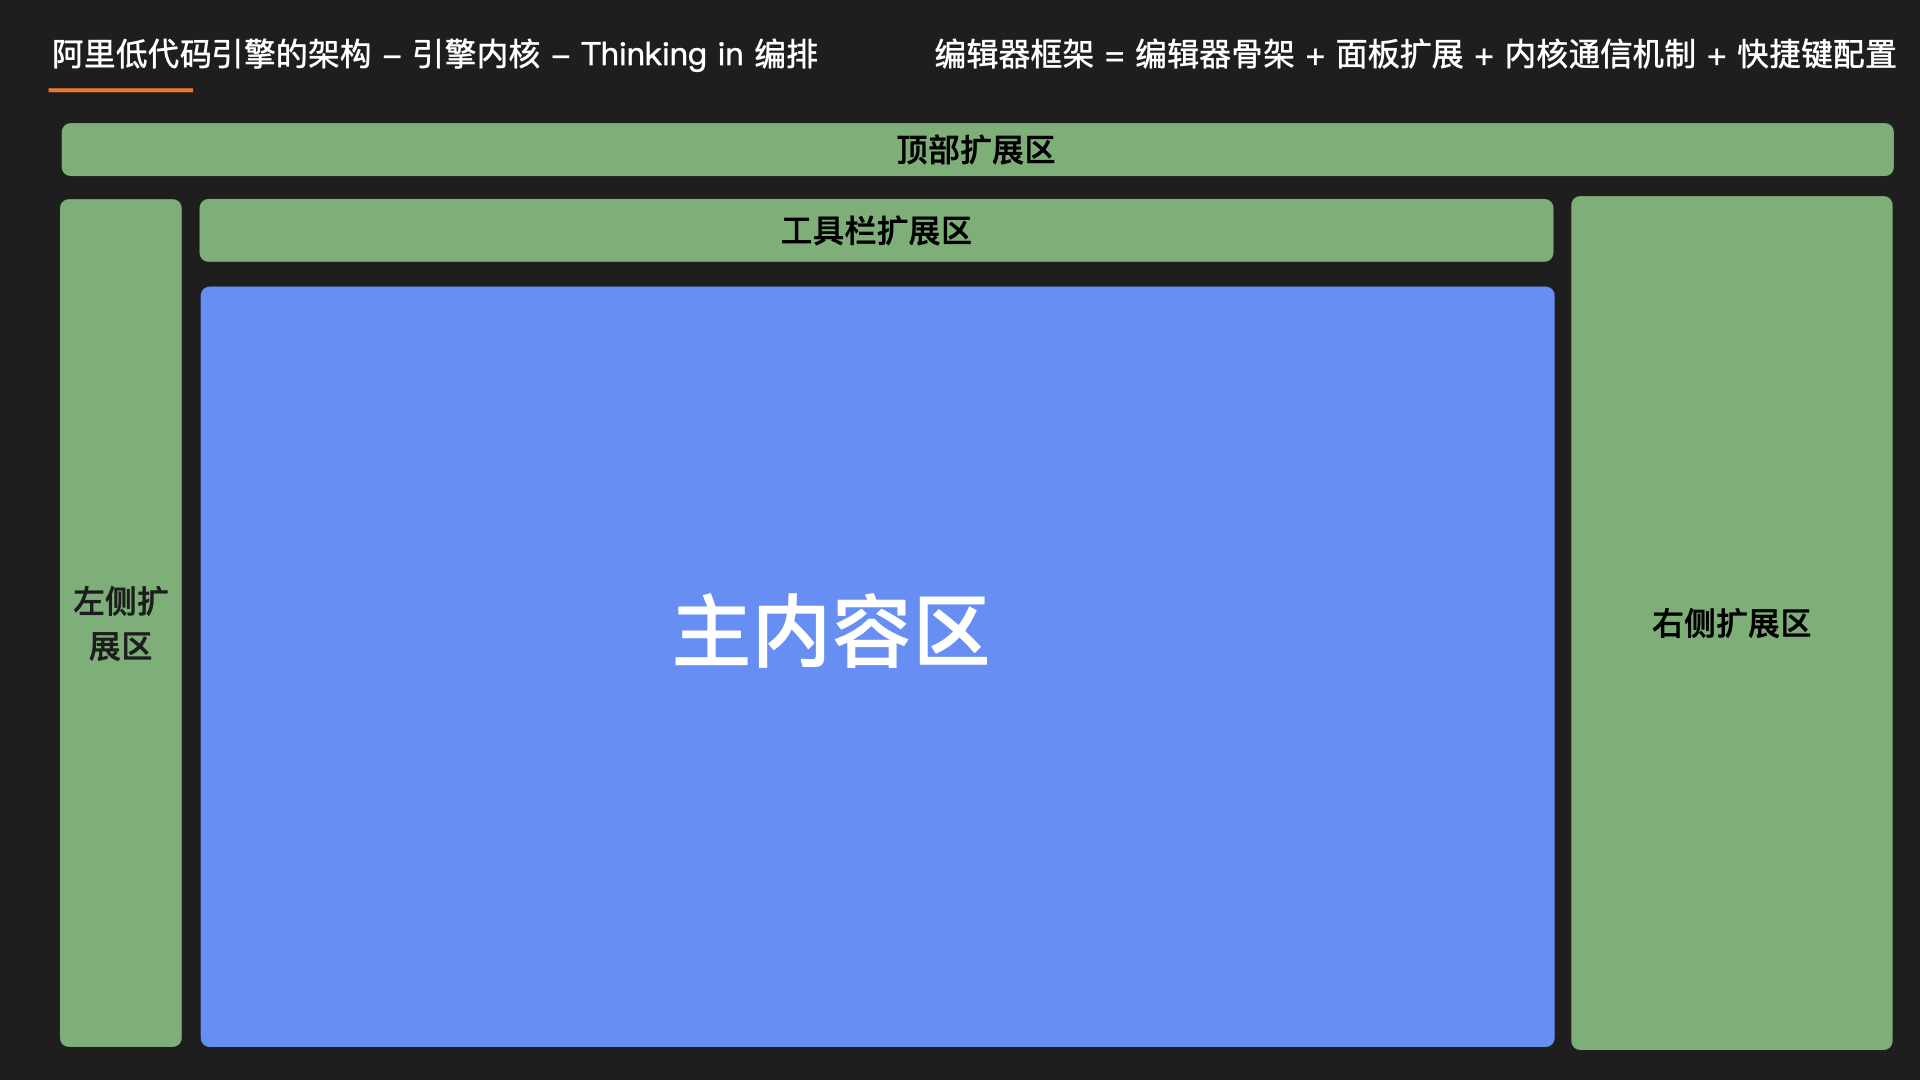 阿里低代码引擎的架构 – 引擎内核 – Thinking in 编排
编辑器框架 = 编辑器骨架 + 面板扩展 + 内核通信机制 + 快捷键配置
顶部扩展区
工具栏扩展区
左侧扩
展区
主内容区
右侧扩展区